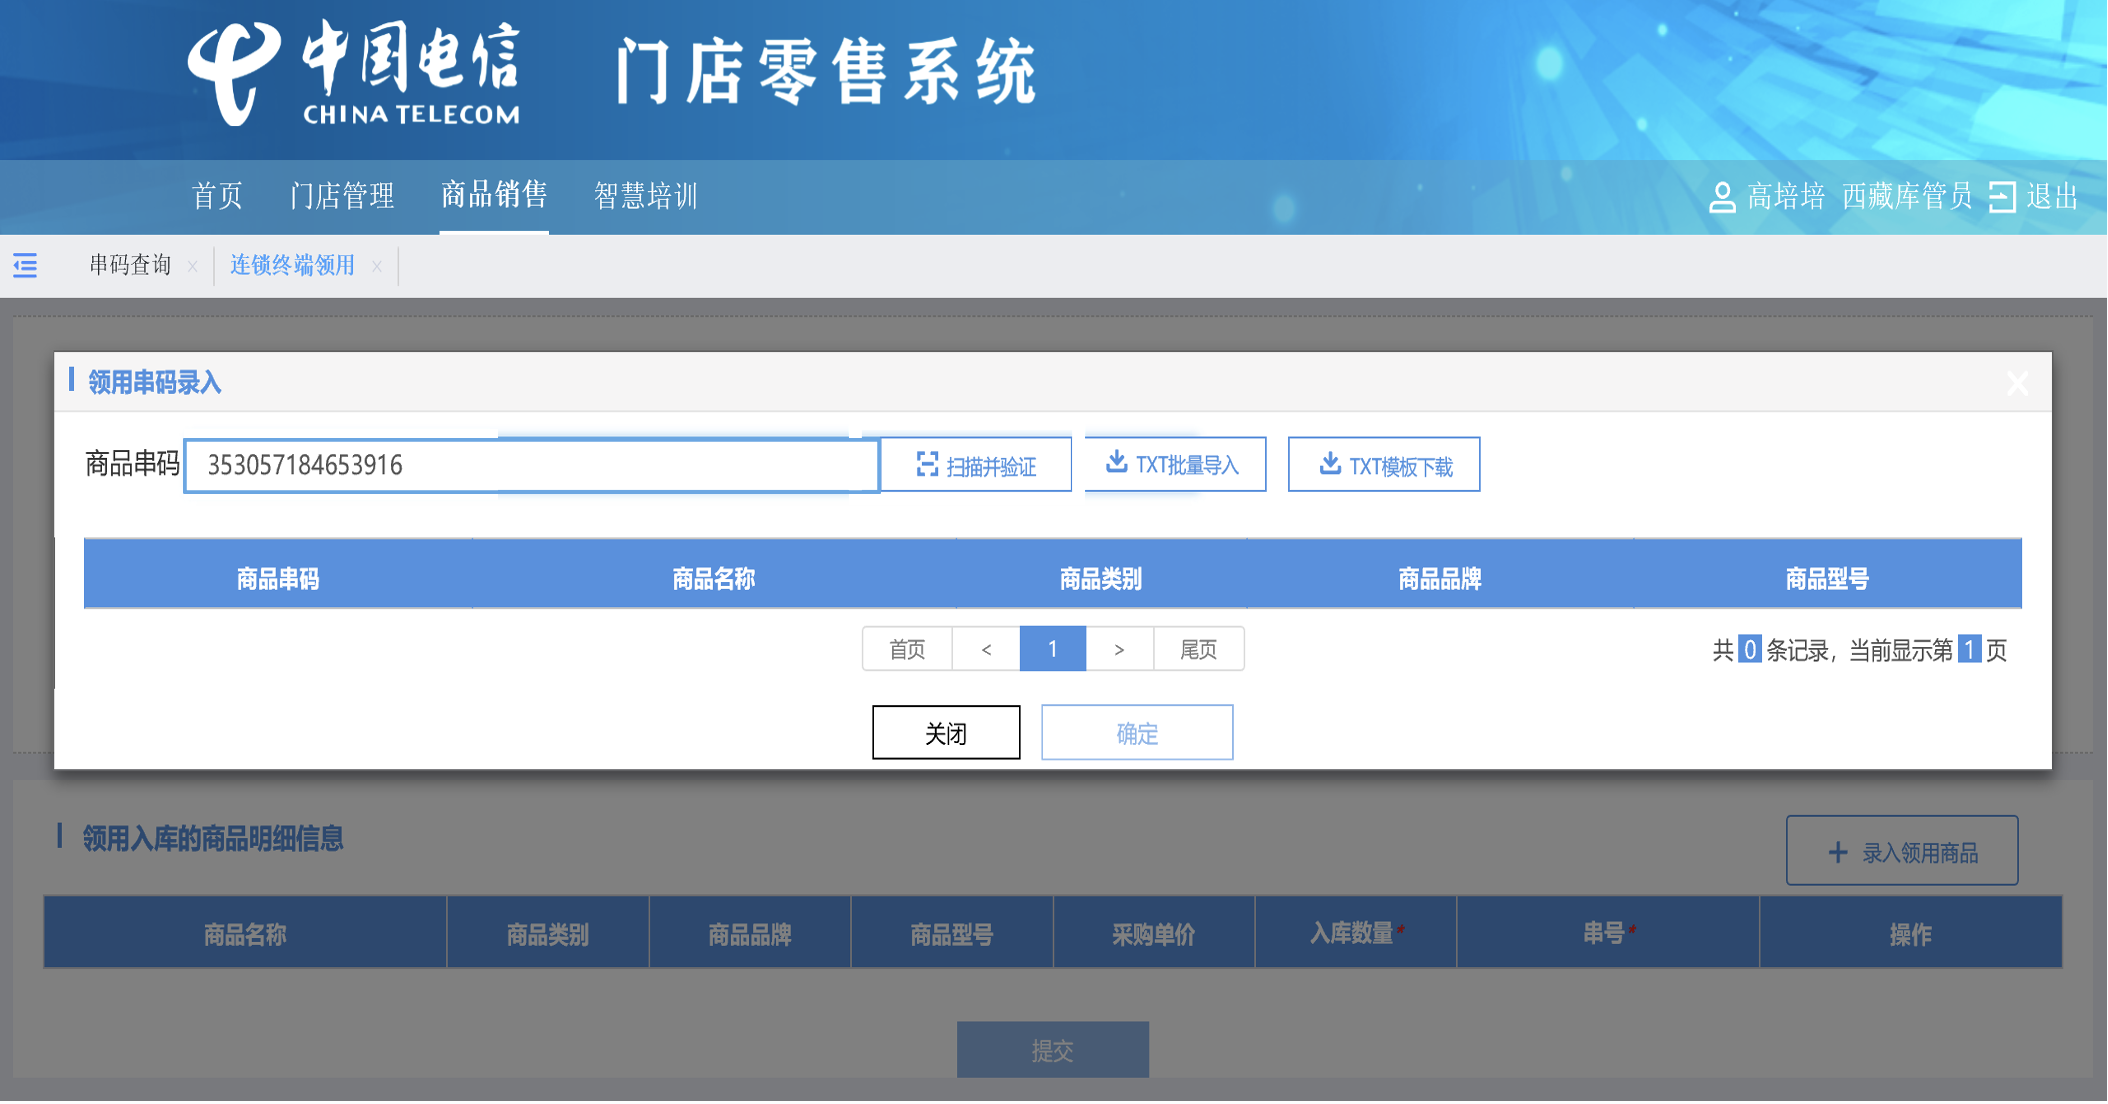 中国电信
CHINA TELECOM
门店零售系统
首页 门店管理 商品销售 智慧培训
高培培 西藏库管员 退出
串码查询 x 连锁终端领用 x
领用串码录入 X
商品串码 353057184653916 扫描并验证 TXT批量导入 TXT模板下载
商品串码 商品名称 商品类别 商品品牌 商品型号
首页 < 1 > 尾页 共 0 条记录，当前显示第 1 页
关闭 确定
领用入库的商品明细信息 + 录入领用商品
商品名称 商品类别 商品品牌 商品型号 采购单价 入库数量* 串号* 操作
提交